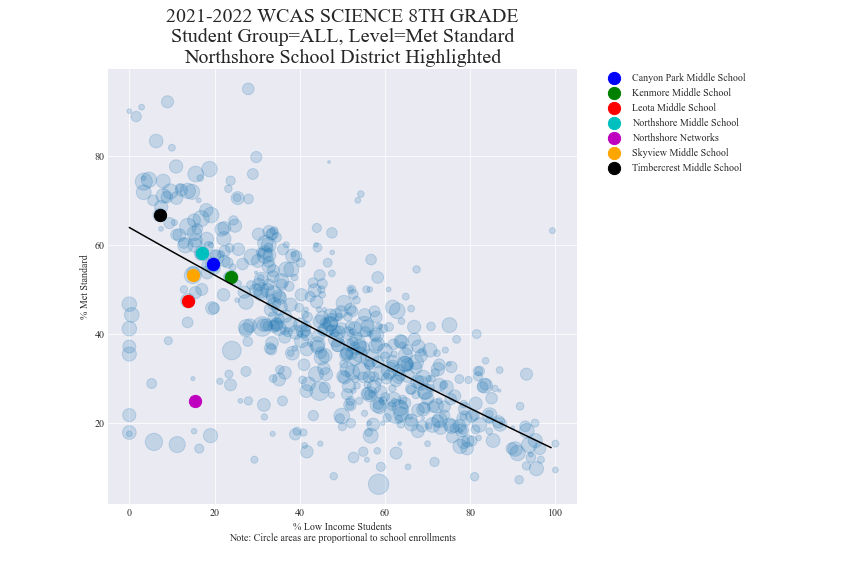 2021-2022 WCAS SCIENCE 8TH GRADE
Student Group=ALL, Level=Met Standard
Northshore School District Highlighted
Canyon Park Middle School
Kenmore Middle School
Leota Middle School
Northshore Middle School
Northshore Networks
Skyview Middle School
Timbercrest Middle School
% Met Standard
80
60
40
20
0 20 40 60 80 100
% Low Income Students
Note: Circle areas are proportional to school enrollments